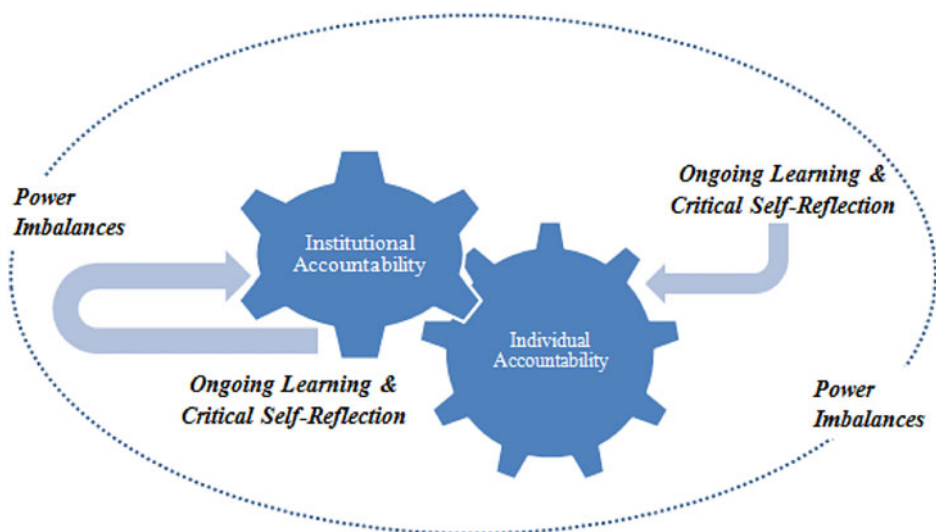 Power
Imbalances
Institutional
Accountability
Ongoing Learning &
Critical Self-Reflection
Ongoing Learning &
Critical Self-Reflection
Individual
Accountability
Power
Imbalances